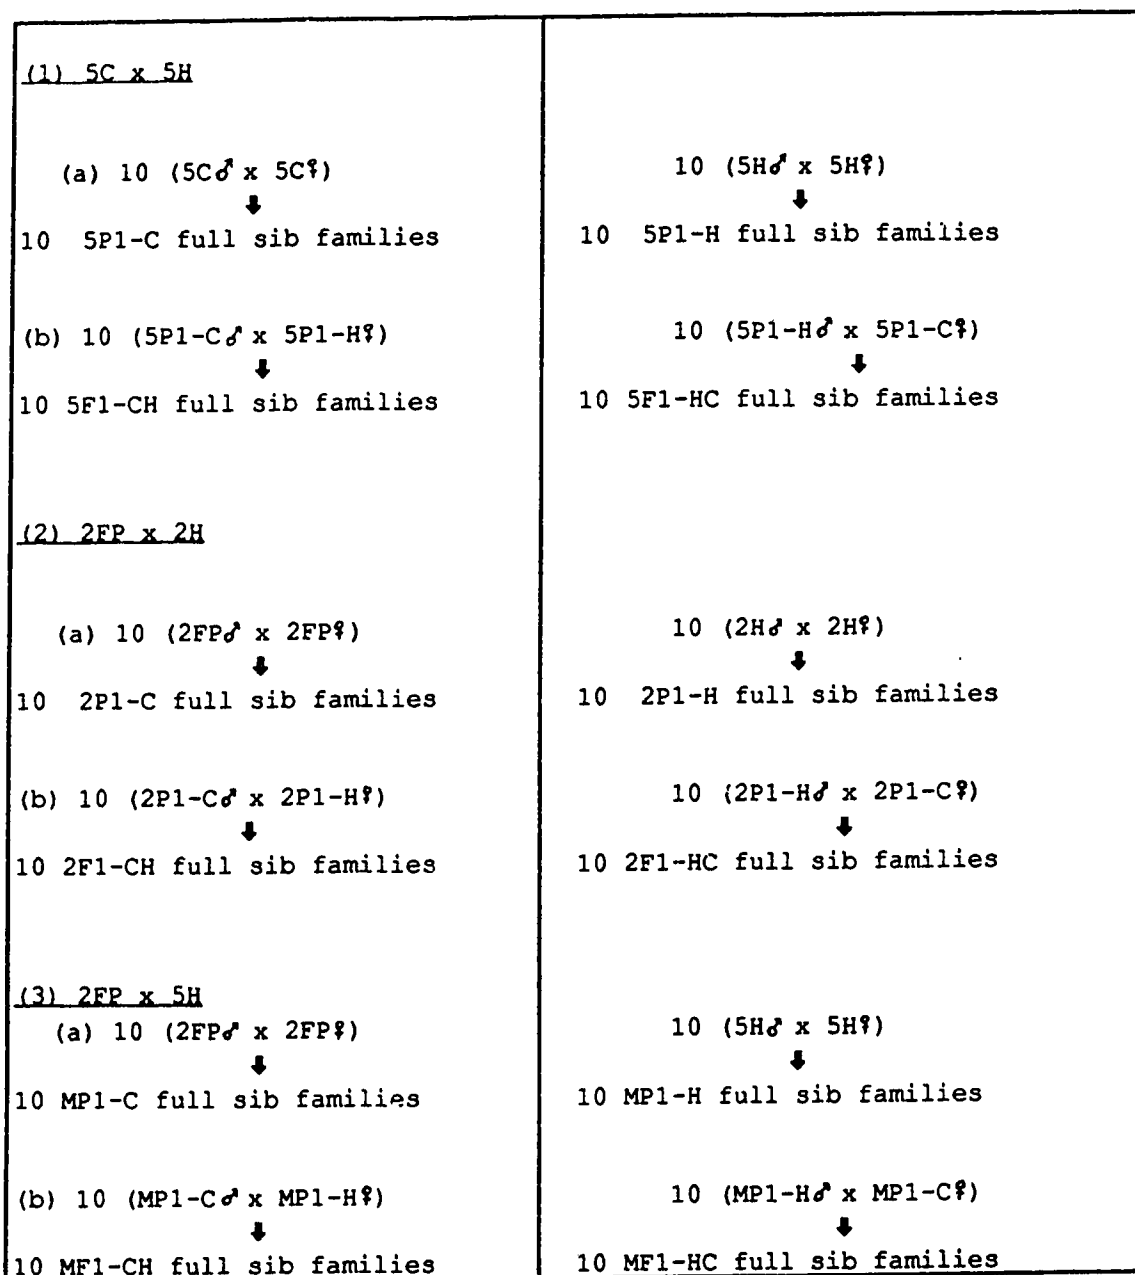 (1) 5C x 5H
(a) 10 (5C♂ x 5C♀)
10 (5H♂ x 5H♀)
10 5P1-C full sib families
10 5P1-H full sib families
(b) 10 (5P1-C♂ x 5P1-H♀)
10 (5P1-H♂ x 5P1-C♀)
10 5F1-CH full sib families
10 5F1-HC full sib families
(2) 2FP x 2H
(a) 10 (2FP♂ x 2FP♀)
10 (2H♂ x 2H♀)
10 2P1-C full sib families
10 2P1-H full sib families
(b) 10 (2P1-C♂ x 2P1-H♀)
10 (2P1-H♂ x 2P1-C♀)
10 2F1-CH full sib families
10 2F1-HC full sib families
(3) 2FP x 5H
(a) 10 (2FP♂ x 2FP♀)
10 (5H♂ x 5H♀)
10 MP1-C full sib families
10 MP1-H full sib families
(b) 10 (MP1-C♂ x MP1-H♀)
10 (MP1-H♂ x MP1-C♀)
10 MF1-CH full sib families
10 MF1-HC full sib families